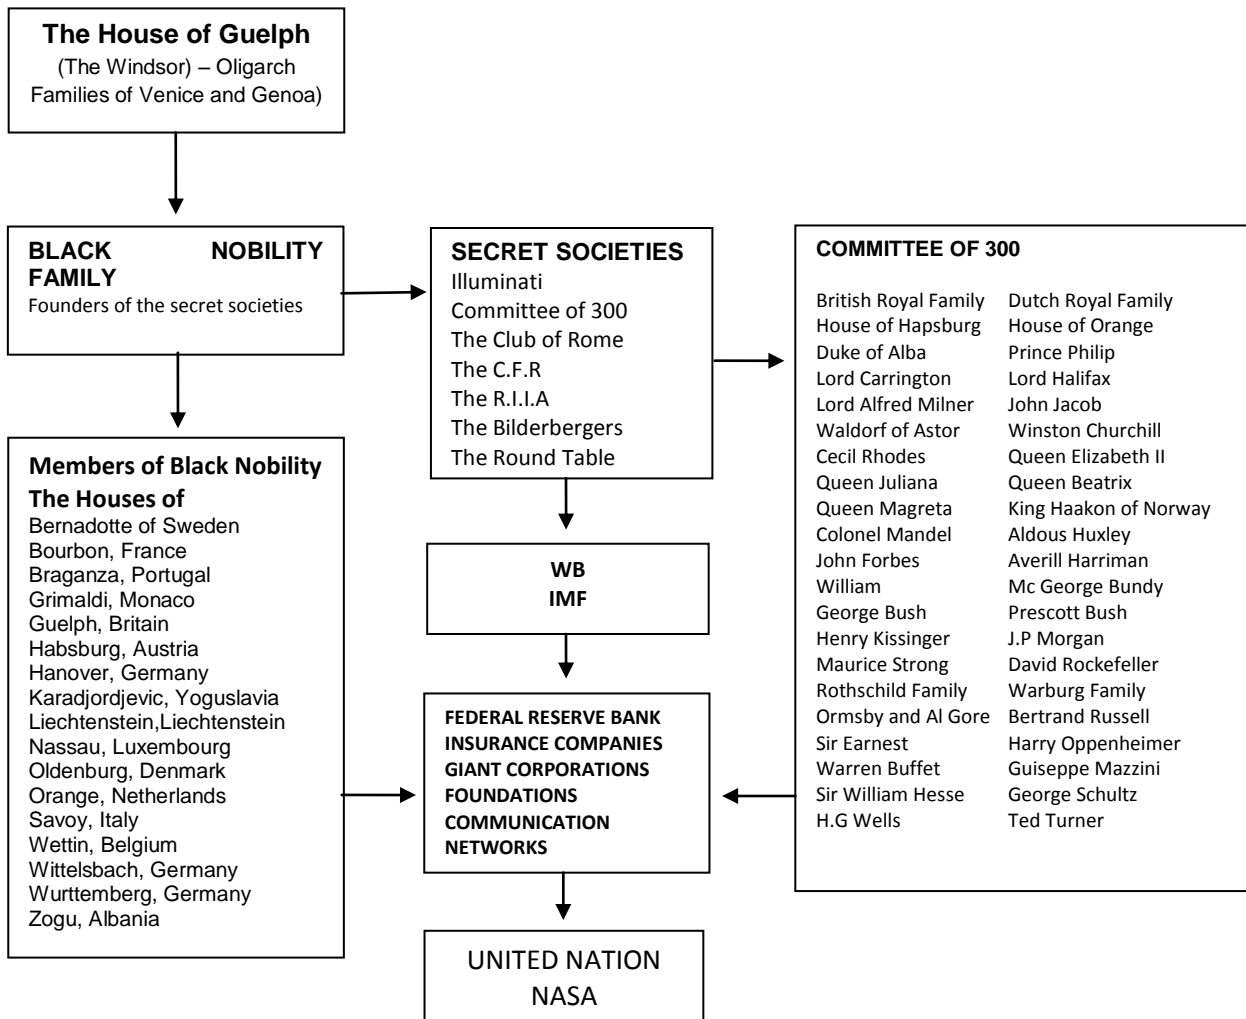 The House of Guelph
(The Windsor) – Oligarch
Families of Venice and Genoa)
BLACK NOBILITY
FAMILY
Founders of the secret societies
SECRET SOCIETIES
Illuminati
Committee of 300
The Club of Rome
The C.F.R
The R.I.I.A
The Bilderbergers
The Round Table
COMMITTEE OF 300
British Royal Family Dutch Royal Family
House of Hapsburg House of Orange
Duke of Alba Prince Philip
Lord Carrington Lord Halifax
Lord Alfred Milner John Jacob
Waldorf of Astor Winston Churchill
Cecil Rhodes Queen Elizabeth II
Queen Juliana Queen Beatrix
Queen Magreta King Haakon of Norway
Colonel Mandel Aldous Huxley
John Forbes Averill Harriman
William Mc George Bundy
George Bush Prescott Bush
Henry Kissinger J.P Morgan
Maurice Strong David Rockefeller
Rothschild Family Warburg Family
Ormsby and Al Gore Bertrand Russell
Sir Earnest Harry Oppenheimer
Warren Buffet Guiseppe Mazzini
Sir William Hesse George Schultz
H.G Wells Ted Turner
Members of Black Nobility
The Houses of
Bernadotte of Sweden
Bourbon, France
Braganza, Portugal
Grimaldi, Monaco
Guelph, Britain
Habsburg, Austria
Hanover, Germany
Karadjordjevic, Yoguslavia
Liechtenstein,Liechtenstein
Nassau, Luxembourg
Oldenburg, Denmark
Orange, Netherlands
Savoy, Italy
Wettin, Belgium
Wittelsbach, Germany
Wurttemberg, Germany
Zogu, Albania
WB
IMF
FEDERAL RESERVE BANK
INSURANCE COMPANIES
GIANT CORPORATIONS
FOUNDATIONS
COMMUNICATION
NETWORKS
UNITED NATION
NASA